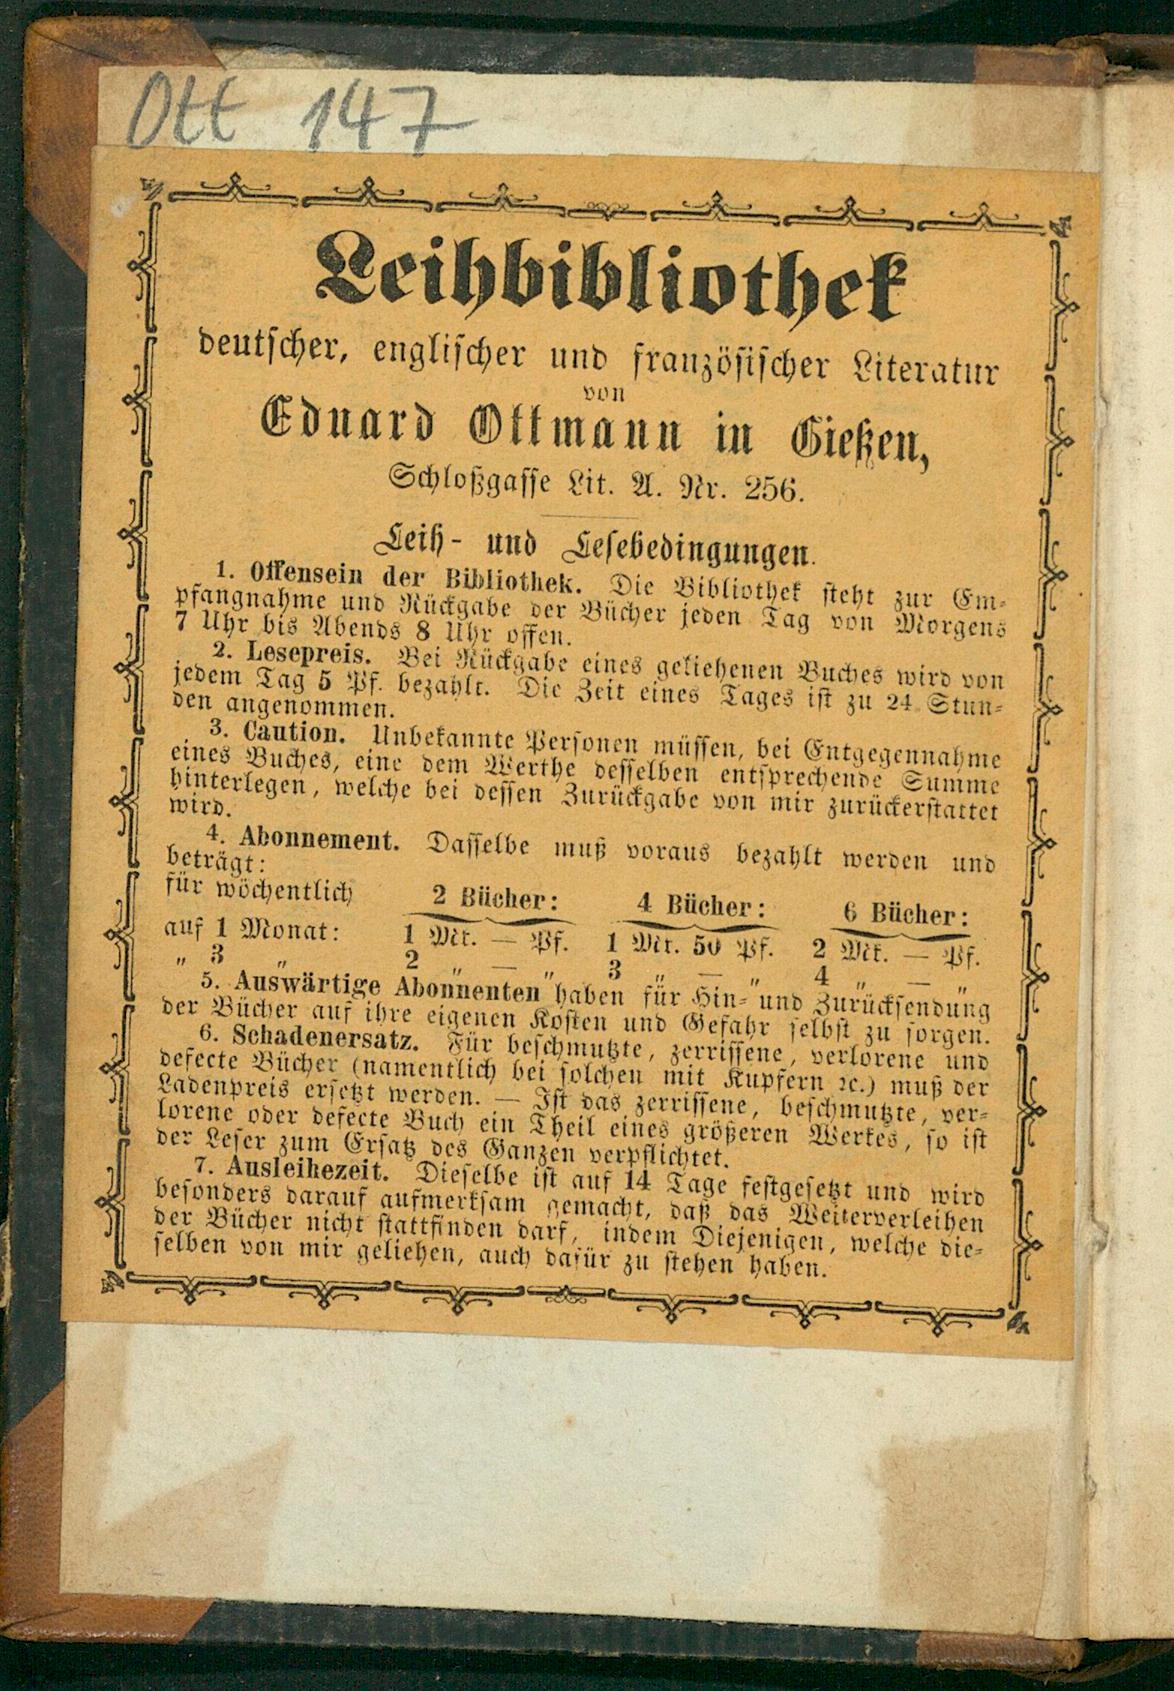 Ott 147
Leihbibliothek
deutscher, englischer und französischer Literatur
von
Eduard Ottmann in Gießen,
Schloßgasse Lit. A. Nr. 256.
Leih- und Lesebedingungen.
1. Offensein der Bibliothek. Die Bibliothek steht zur Em-
pfangnahme und Rückgabe der Bücher jeden Tag von Morgens
7 Uhr bis Abends 8 Uhr offen.
2. Lesepreis. Bei Rückgabe eines geliehenen Buches wird von
jedem Tag 5 Pf. bezahlt. Die Zeit eines Tages ist zu 24 Stun-
den angenommen.
3. Caution. Unbekannte Personen müssen, bei Entgegennahme
eines Buches, eine dem Werthe desselben entsprechende Summe
hinterlegen, welche bei dessen Zurückgabe von mir zurückerstattet
wird.
4. Abonnement. Dasselbe muß voraus bezahlt werden und
beträgt:
für wöchentlich 2 Bücher: 4 Bücher: 6 Bücher:
auf 1 Monat: 1 Mk. — Pf. 1 Mk. 50 Pf. 2 Mk. — Pf.
„ 3 „ 2 „ — „ 3 „ — „ 4 „ — „
5. Auswärtige Abonnenten haben für Hin- und Zurücksendung
der Bücher auf ihre eigenen Kosten und Gefahr selbst zu sorgen.
6. Schadenersatz. Für beschmutzte, zerrissene, verlorene und
defecte Bücher (namentlich bei solchen mit Kupfern ꝛc.) muß der
Ladenpreis ersetzt werden. — Ist das zerrissene, beschmutzte, ver-
lorene oder defecte Buch ein Theil eines größeren Werkes, so ist
der Leser zum Ersatz des Ganzen verpflichtet.
7. Ausleihezeit. Dieselbe ist auf 14 Tage festgesetzt und wird
besonders darauf aufmerksam gemacht, daß das Weiterverleihen
der Bücher nicht stattfinden darf, indem Diejenigen, welche die-
selben von mir geliehen, auch dafür zu stehen haben.